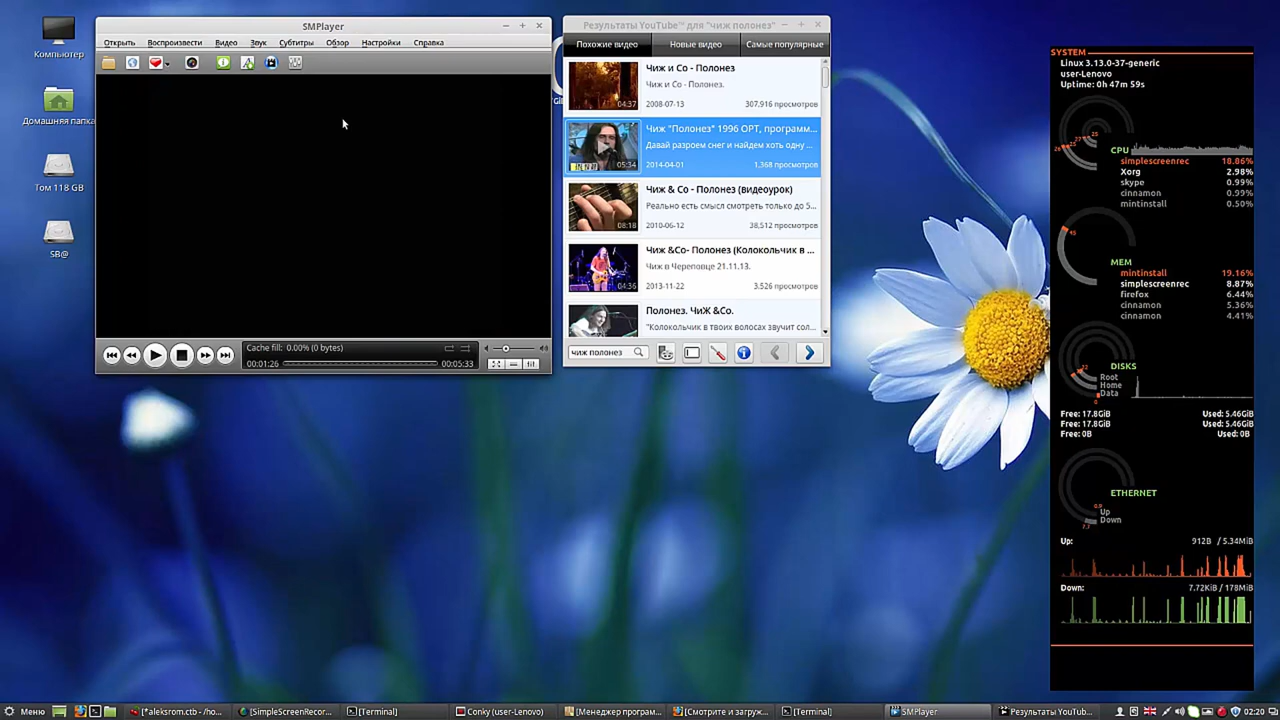 Компьютер
Домашняя папка
Том 118 GB
SB@
SMPlayer
Открыть Воспроизвести Видео Звук Субтитры Обзор Настройки Справка
Cache fill: 0.00% (0 bytes)
00:01:26 00:05:33
Результаты YouTube™ для "чиж полонез"
Похожие видео Новые видео Самые популярные
Чиж и Со - Полонез
Чиж и Со - Полонез.
04:37 2008-07-13 307,916 просмотров
Чиж "Полонез" 1996 ОРТ, программ...
Давай разроем снег и найдем хоть одну ...
05:34 2014-04-01 1,368 просмотров
Чиж & Co - Полонез (видеоурок)
Реально есть смысл смотреть только до 5...
08:18 2010-06-12 38,512 просмотров
Чиж &Co- Полонез (Колокольчик в ...
Чиж в Череповце 21.11.13.
04:36 2013-11-22 3,526 просмотров
Полонез. ЧиЖ &Co.
"Колокольчик в твоих волосах звучит сол...
чиж полонез
SYSTEM
Linux 3.13.0-37-generic
user-Lenovo
Uptime: 0h 47m 59s
CPU
simplescreenrec 18.86%
Xorg 2.98%
skype 0.99%
cinnamon 0.99%
mintinstall 0.50%
45
MEM
mintinstall 19.16%
simplescreenrec 8.87%
firefox 6.44%
cinnamon 5.36%
cinnamon 4.41%
DISKS
Root
Home
Data
Free: 17.8GiB Used: 5.46GiB
Free: 17.8GiB Used: 5.46GiB
Free: 0B Used: 0B
ETHERNET
Up
Down
Up: 912B / 5.34MiB
Down: 7.72KiB / 178MiB
Меню [*aleksrom.ctb - /ho... [SimpleScreenRecor... [Terminal] Conky (user-Lenovo) [Менеджер програм... [Смотрите и загруж... [Terminal] SMPlayer Результаты YouTub... 02:20